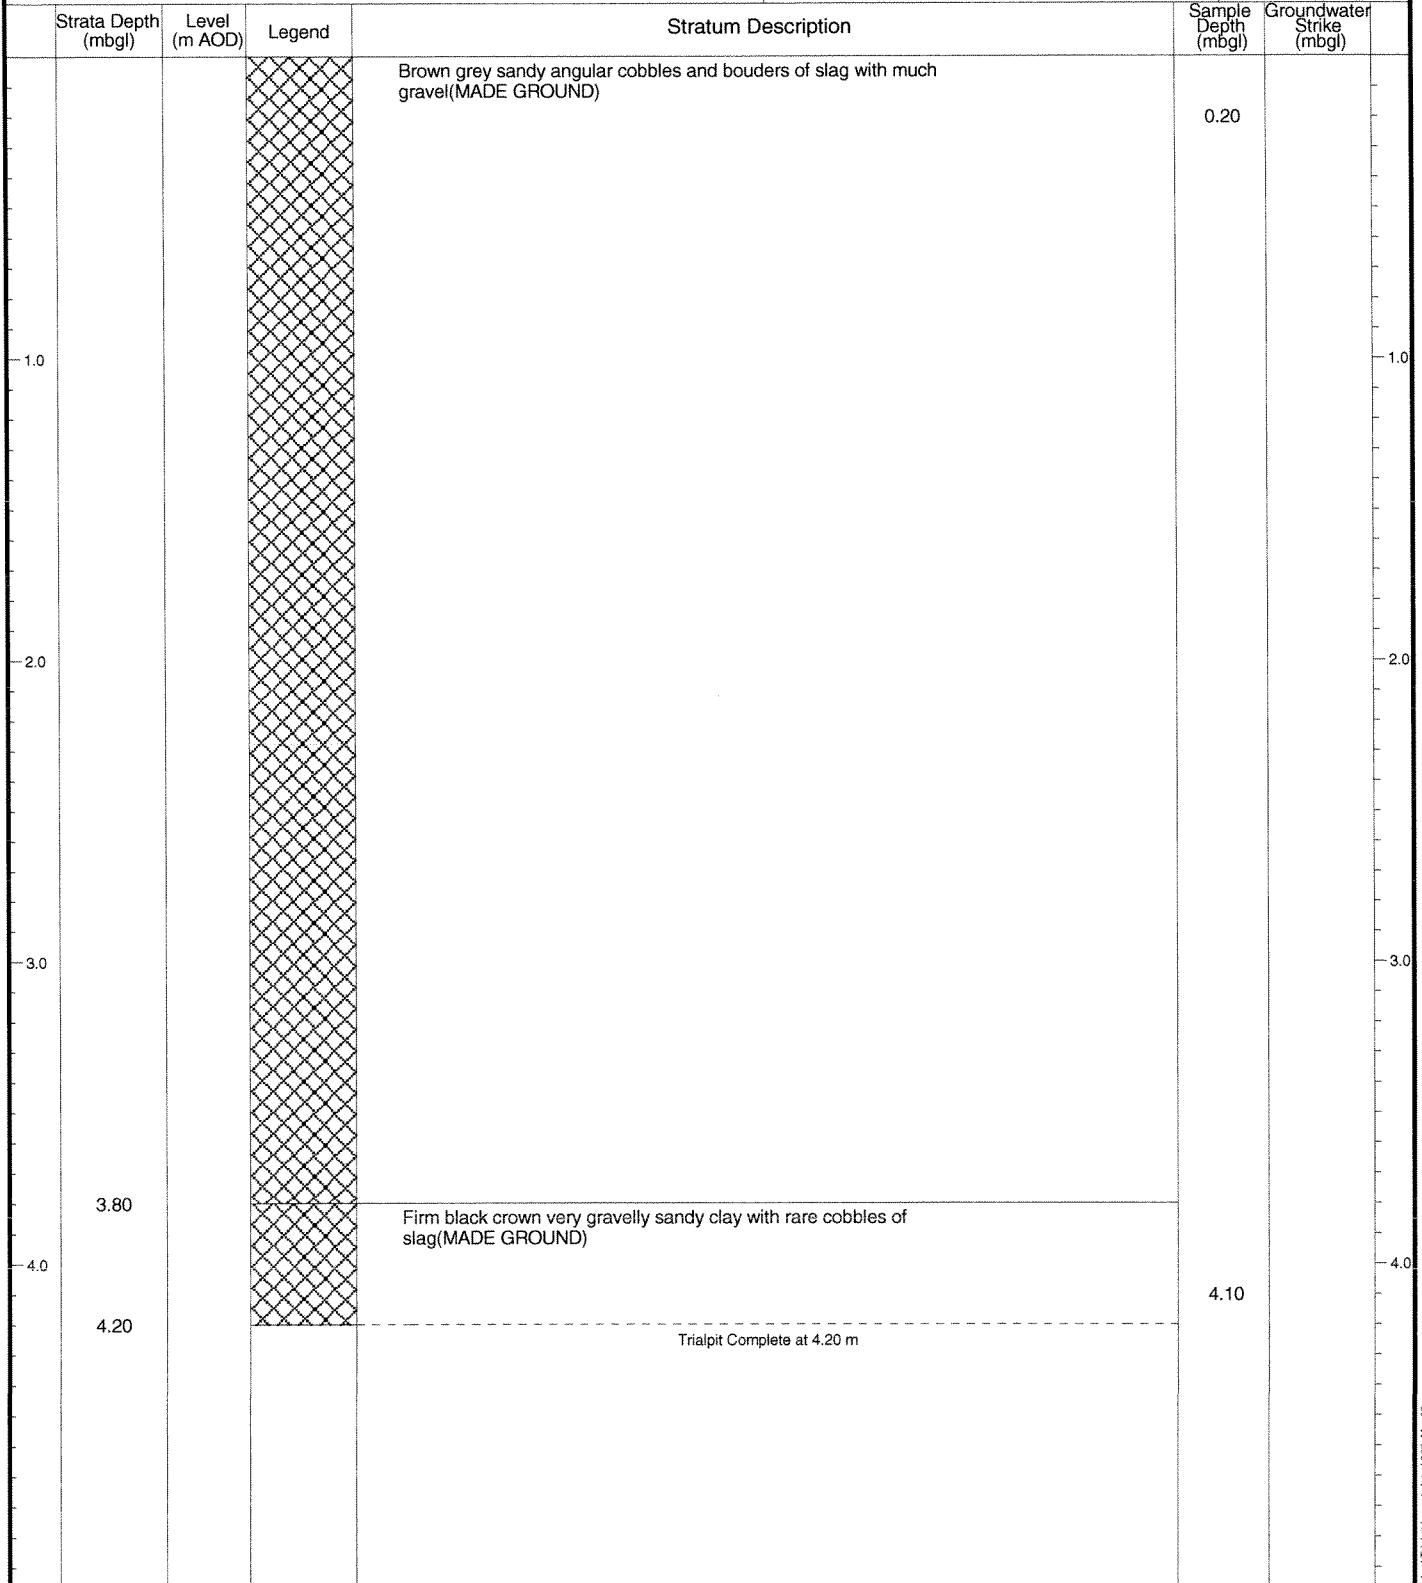 Strata Depth
(mbgl)
Level
(m AOD)
Legend
Stratum Description
Sample
Depth
(mbgl)
Groundwater
Strike
(mbgl)
Brown grey sandy angular cobbles and bouders of slag with much
gravel(MADE GROUND)
0.20
1.0
1.0
2.0
2.0
3.0
3.0
3.80
Firm black crown very gravelly sandy clay with rare cobbles of
slag(MADE GROUND)
4.0
4.0
4.10
4.20
Trialpit Complete at 4.20 m